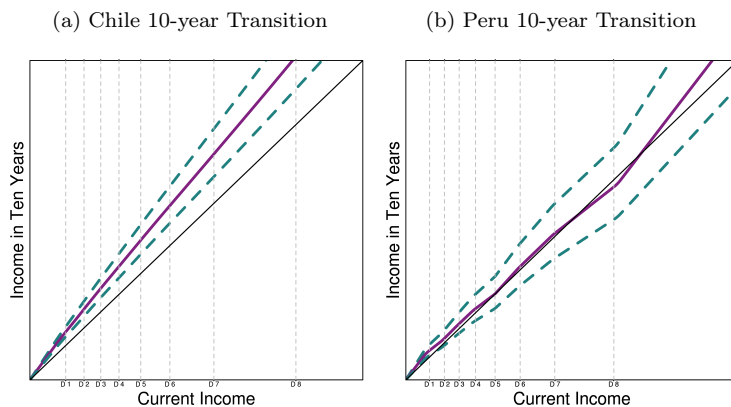 (a) Chile 10-year Transition
(b) Peru 10-year Transition
Income in Ten Years
D1 D2 D3 D4 D5 D6 D7 D8
Current Income
Income in Ten Years
D1 D2 D3 D4 D5 D6 D7 D8
Current Income